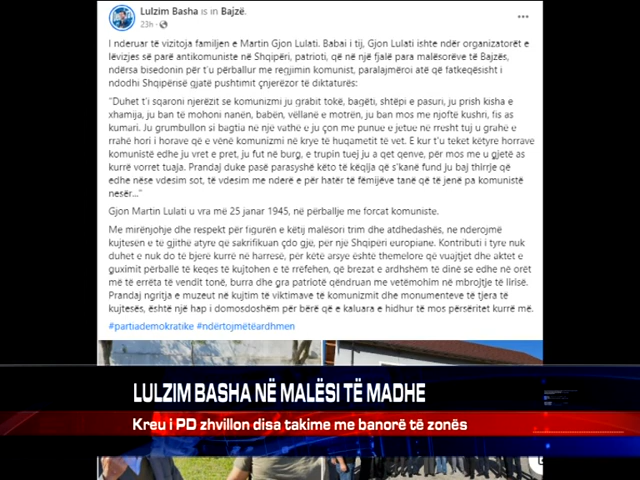 Lulzim Basha is in Bajzë.
23h
I nderuar të vizitoja familjen e Martin Gjon Lulati. Babai i tij, Gjon Lulati ishte ndër organizatorët e
lëvizjes së parë antikomuniste në Shqipëri, patrioti, që në një fjalë para malësorëve të Bajzës,
ndërsa bisedonin për t'u përballur me regjimin komunist, paralajmëroi atë që fatkeqësisht i
ndodhi Shqipërisë gjatë pushtimit çnjerëzor të diktaturës:
"Duhet t'i sqaroni njerëzit se komunizmi ju grabit tokë, bagëti, shtëpi e pasuri, ju prish kisha e
xhamija, ju ban të mohoni nanën, babën, vëllanë e motrën, ju ban mos me njoftë kushri, fis as
kumari. Ju grumbullon si bagtia në një vathë e ju çon me punue e jetue në rresht tuj u grahë e
rrahë hori i horave që e vënë komunizmi në krye të huqametit të vet. E kur t'u teket këtyre horrave
komunistë edhe ju vret e pret, ju fut në burg, e trupin tuej ju a qet qenve, për mos me u gjetë as
kurrë vorret tuaja. Prandaj duke pasë parasyshë këto të këqija që s'kanë fund ju baj thirrje që
edhe nëse vdesim sot, të vdesim me nderë e për hatër të fëmijëve tanë që të jenë pa komunistë
nesër..."
Gjon Martin Lulati u vra më 25 janar 1945, në përballje me forcat komuniste.
Me mirënjohje dhe respekt për figurën e këtij malësori trim dhe atdhedashës, ne nderojmë
kujtesën e të gjithë atyre që sakrifikuan çdo gjë, për një Shqipëri europiane. Kontributi i tyre nuk
duhet e nuk do të bjerë kurrë në harresë, për këtë arsye është themelore që vuajtjet dhe aktet e
guximit përballë të keqes të kujtohen e të rrëfehen, që brezat e ardhshëm të dinë se edhe në orët
më të errëta të vendit tonë, burra dhe gra patriotë qëndruan me vetëmohim në mbrojtje të lirisë.
Prandaj ngritja e muzeut në kujtim të viktimave të komunizmit dhe monumenteve të tjera të
kujtesës, është një hap i domosdoshëm për bërë që e kaluara e hidhur të mos përsëritet kurrë më.
#partiademokratike #ndërtojmëtëardhmen
LULZIM BASHA NË MALËSI TË MADHE
Kreu i PD zhvillon disa takime me banorë të zonës